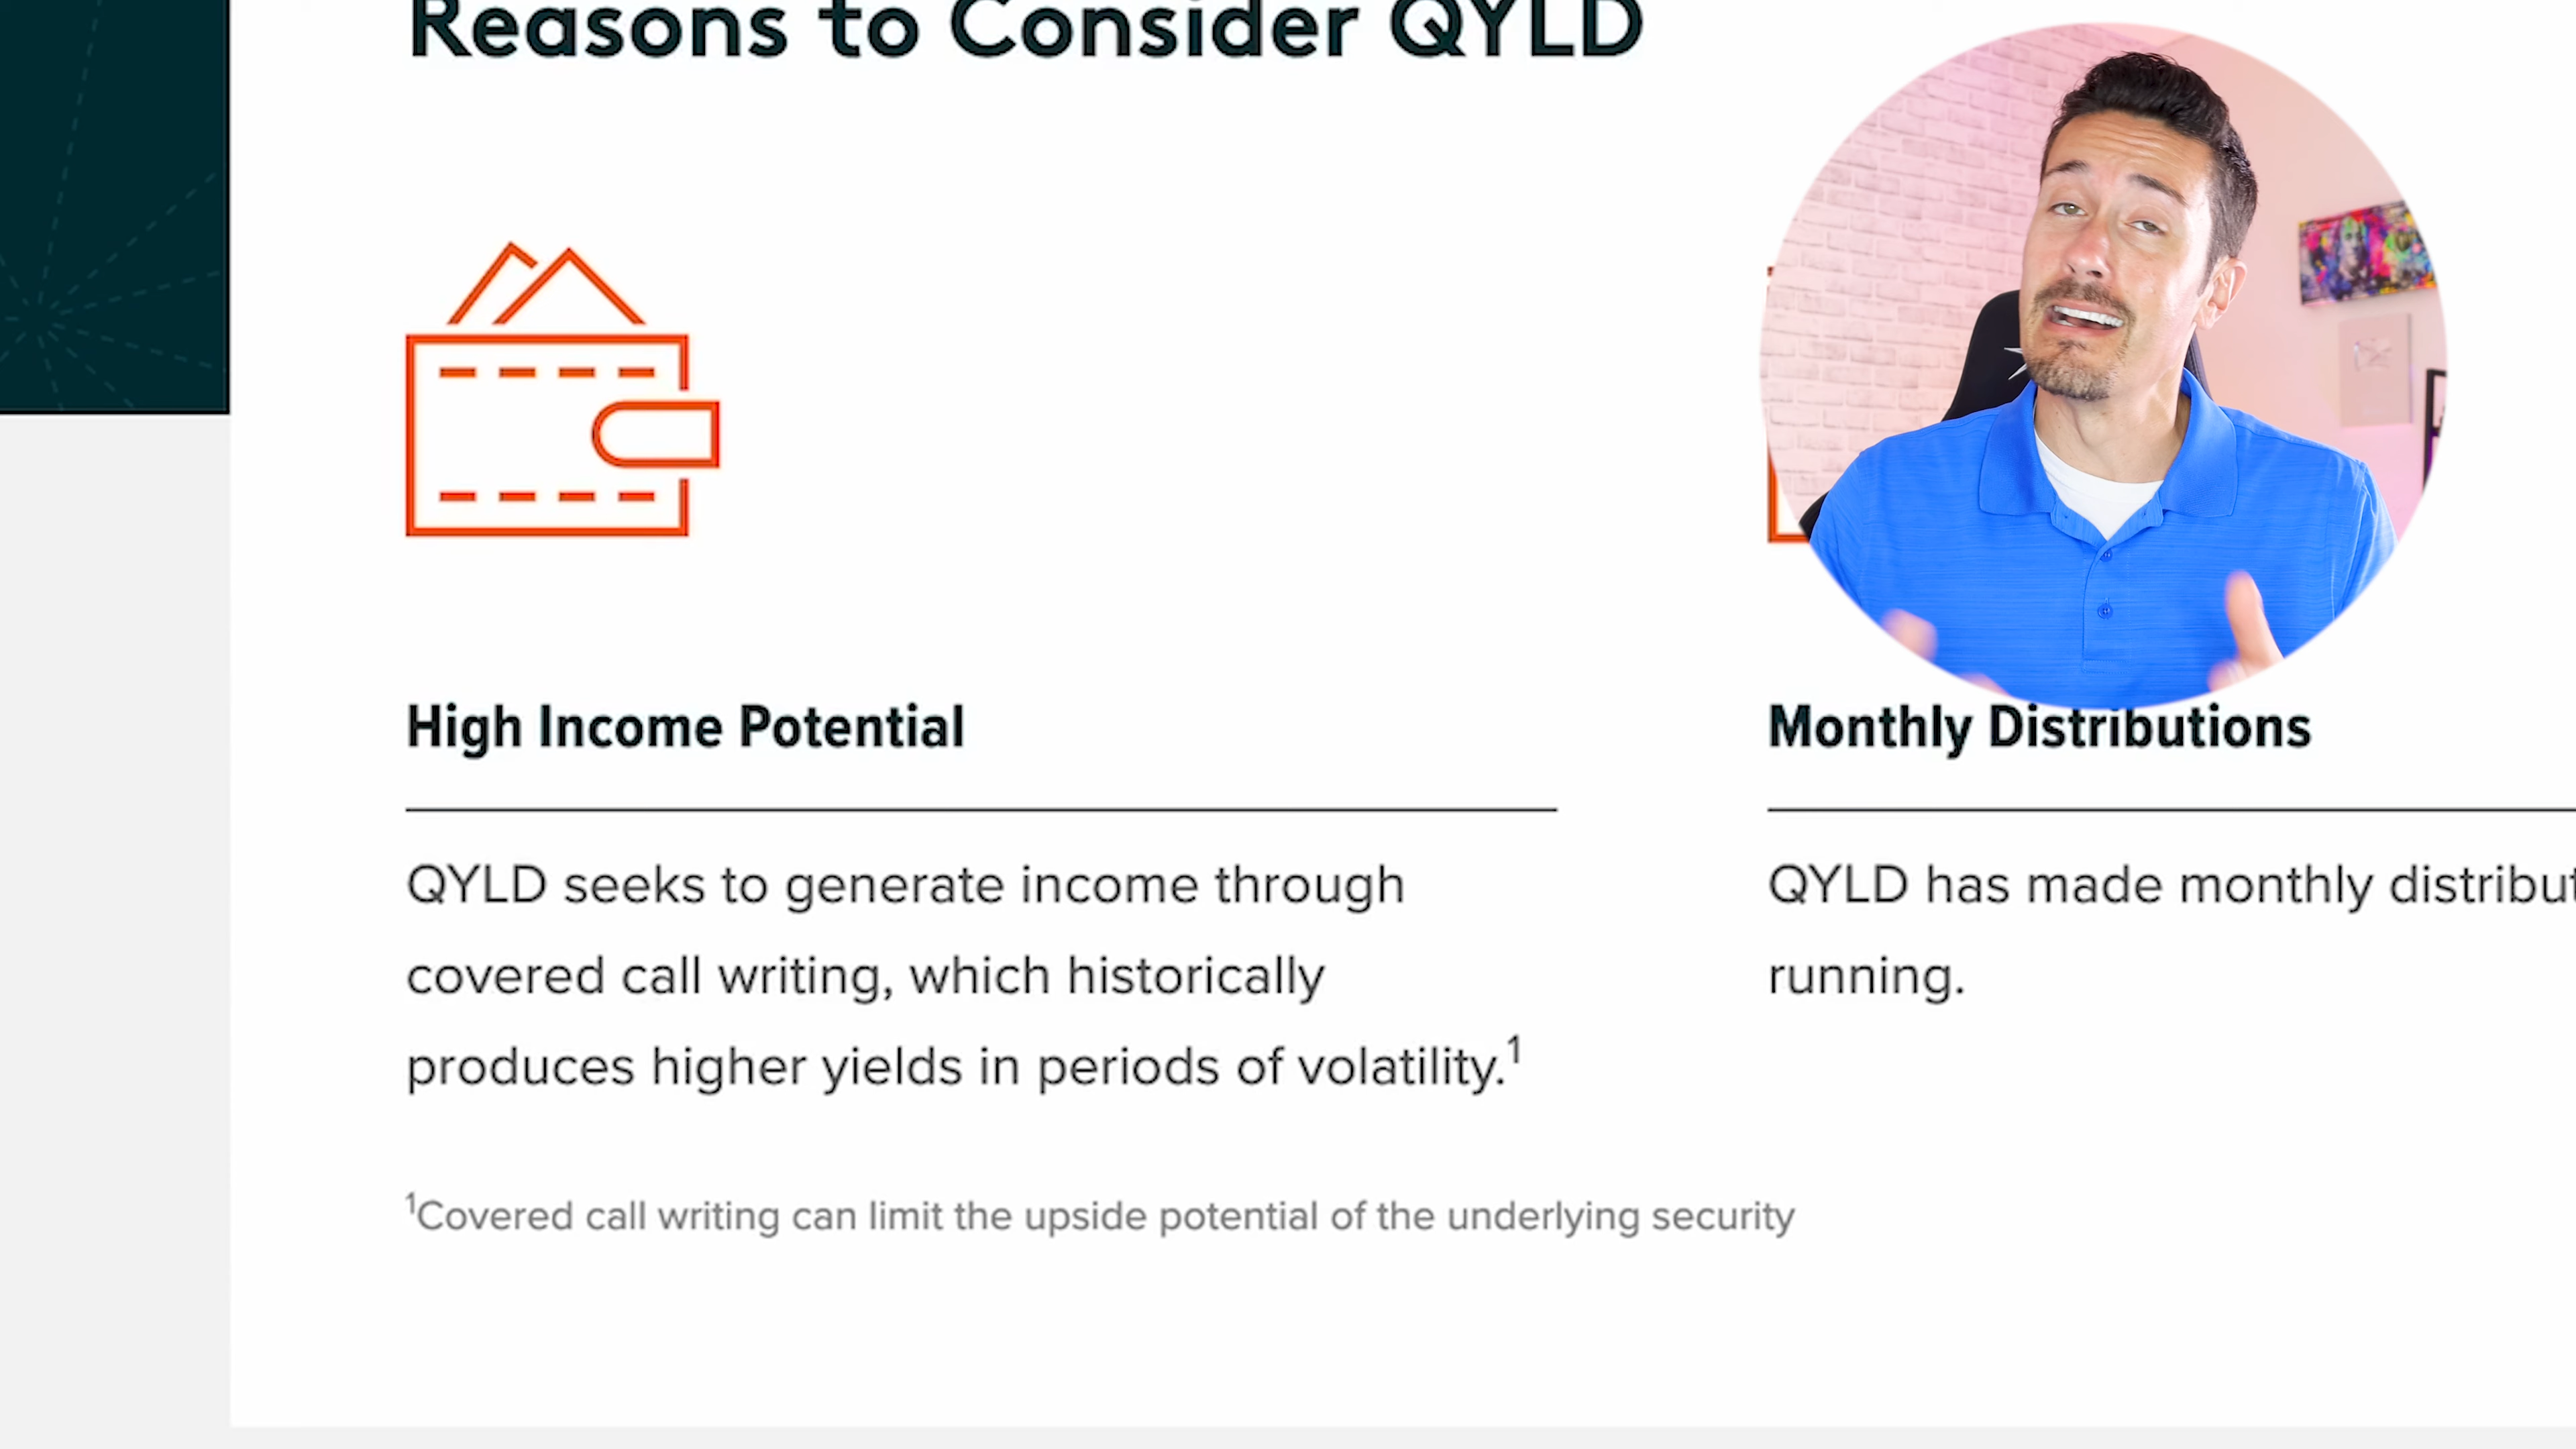 Reasons to Consider QYLD
High Income Potential
QYLD seeks to generate income through
covered call writing, which historically
produces higher yields in periods of volatility.¹
¹Covered call writing can limit the upside potential of the underlying security
Monthly Distributions
QYLD has made monthly
running.